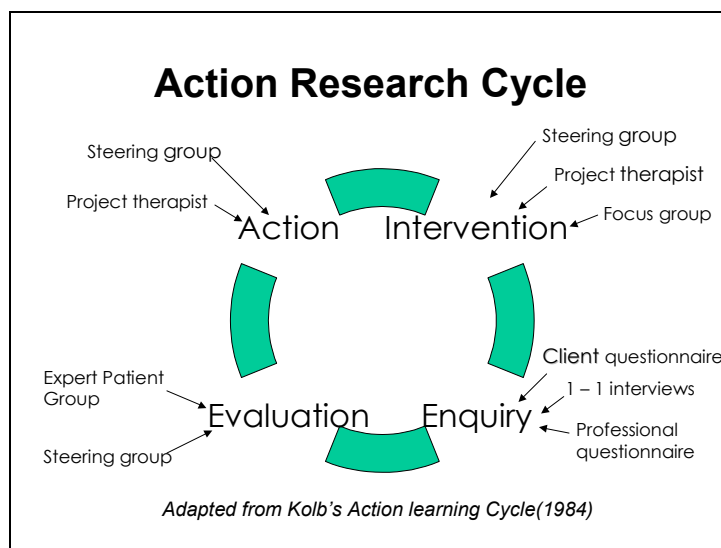 Action Research Cycle
Steering group
Project therapist
Action
Steering group
Project therapist
Focus group
Intervention
Client questionnaire
1 – 1 interviews
Professional
questionnaire
Enquiry
Expert Patient
Group
Steering group
Evaluation
Adapted from Kolb’s Action learning Cycle(1984)